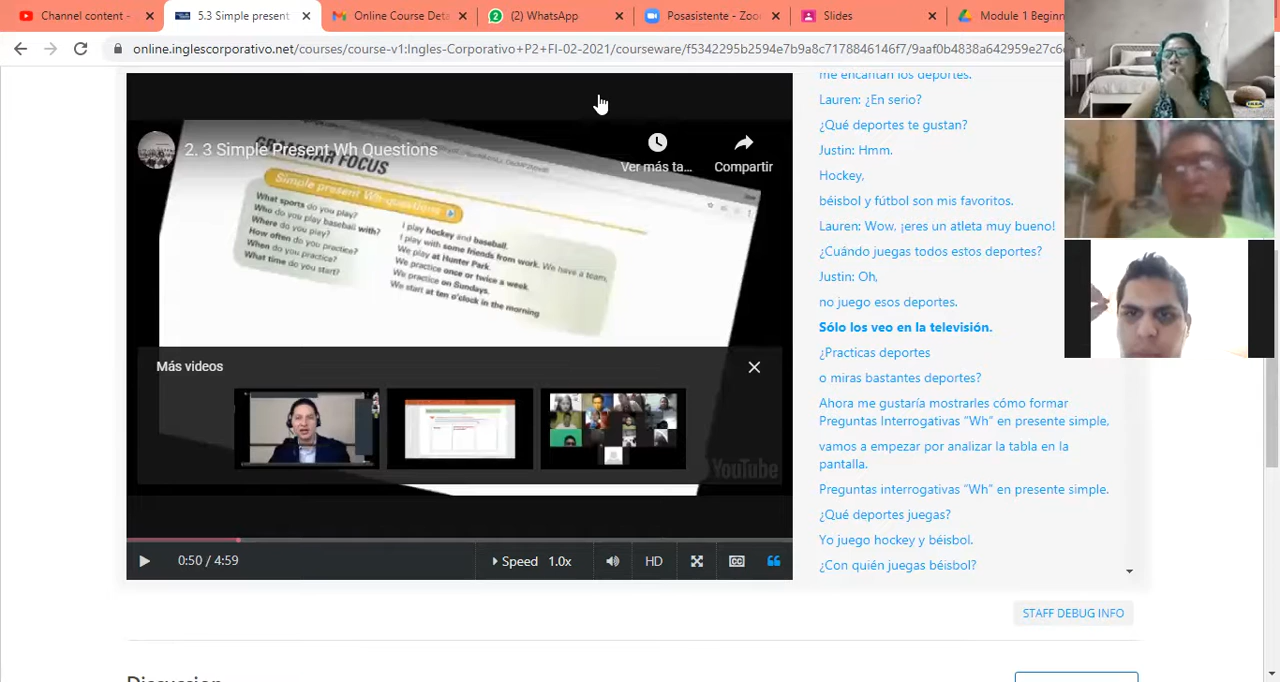 Channel content -
5.3 Simple present
Online Course Deta
(2) WhatsApp
Posasistente - Zoo
Slides
Module 1 Beginn
online.inglescorporativo.net/courses/course-v1:Ingles-Corporativo+P2+FI-02-2021/courseware/f5342295b2594e7b9a8c7178846146f7/9aaf0b4838a642959e27c6
2. 3 Simple Present Wh Questions
Ver más ta...
Compartir
GRAMMAR FOCUS
Simple present Wh-questions
What sports do you play?
Who do you play baseball with?
Where do you play?
How often do you practice?
When do you practice?
What time do you start?
I play hockey and baseball.
I play with some friends from work. We have a team.
We play at Hunter Park.
We practice once or twice a week.
We practice on Sundays.
We start at ten o'clock in the morning
Más videos
YouTube
0:50 / 4:59
Speed 1.0x
HD
CC
me encantan los deportes.
Lauren: ¿En serio?
¿Qué deportes te gustan?
Justin: Hmm.
Hockey,
béisbol y fútbol son mis favoritos.
Lauren: Wow, ¡eres un atleta muy bueno!
¿Cuándo juegas todos estos deportes?
Justin: Oh,
no juego esos deportes.
Sólo los veo en la televisión.
¿Practicas deportes
o miras bastantes deportes?
Ahora me gustaría mostrarles cómo formar
Preguntas Interrogativas "Wh" en presente simple,
vamos a empezar por analizar la tabla en la
pantalla.
Preguntas interrogativas "Wh" en presente simple.
¿Qué deportes juegas?
Yo juego hockey y béisbol.
¿Con quién juegas béisbol?
STAFF DEBUG INFO
Discussion